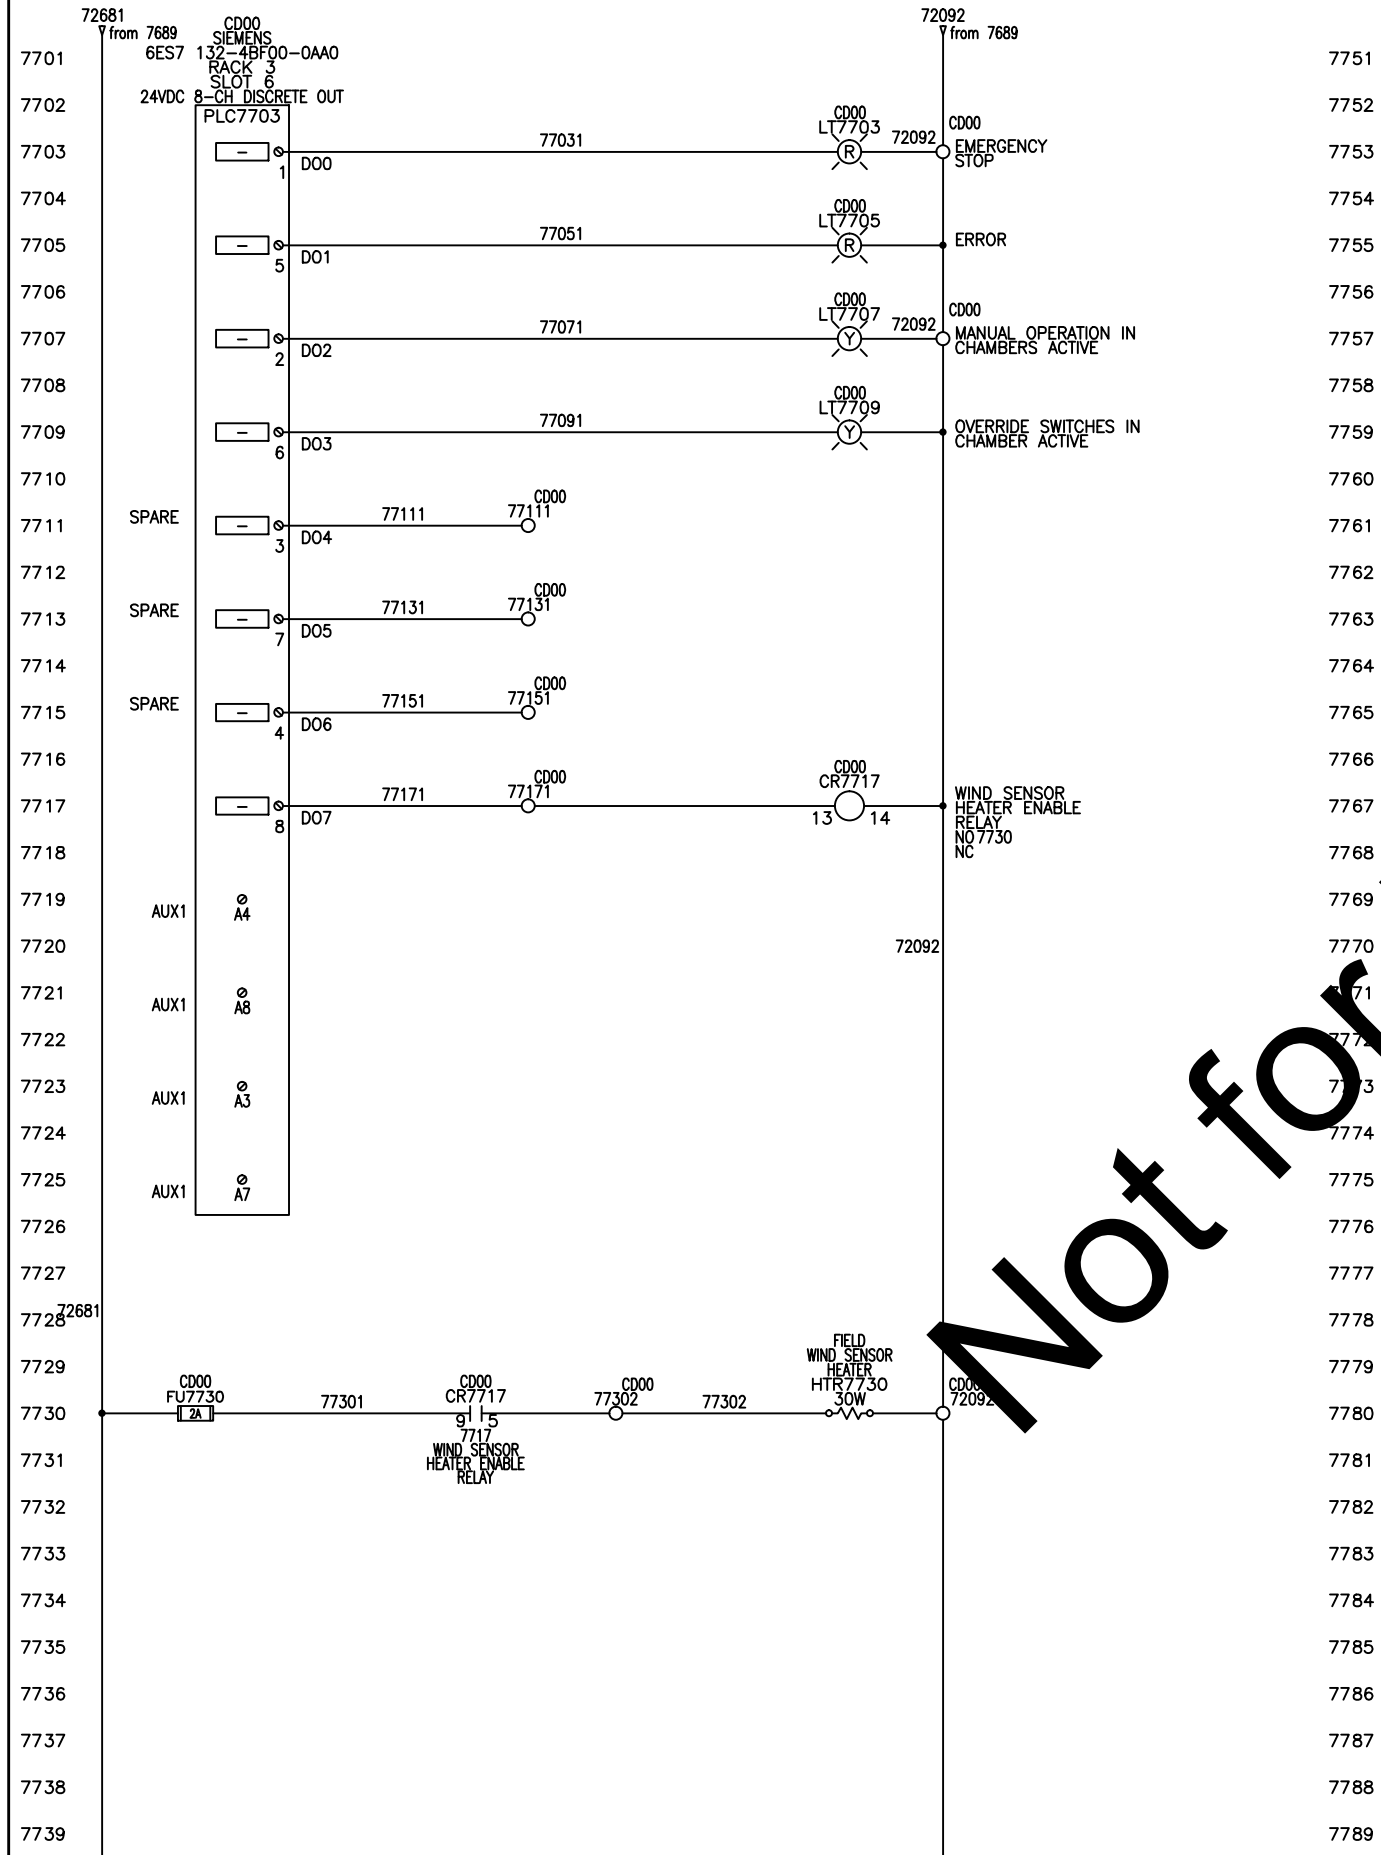 72681
from 7689
72092
from 7689
CD00
SIEMENS
6ES7 132-4BF00-0AA0
RACK 3
SLOT 6
24VDC 8-CH DISCRETE OUT
PLC7703
7701
7751
7702
7752
7703
1
DO0
77031
CD00
LT7703
R
72092
CD00
EMERGENCY
STOP
7753
7704
7754
7705
5
DO1
77051
CD00
LT7705
R
ERROR
7755
7706
7756
7707
2
DO2
77071
CD00
LT7707
Y
72092
CD00
MANUAL OPERATION IN
CHAMBERS ACTIVE
7757
7708
7758
7709
6
DO3
77091
CD00
LT7709
Y
OVERRIDE SWITCHES IN
CHAMBER ACTIVE
7759
7710
7760
7711
SPARE
3
DO4
77111
CD00
77111
7761
7712
7762
7713
SPARE
7
DO5
77131
CD00
77131
7763
7714
7764
7715
SPARE
4
DO6
77151
CD00
77151
7765
7716
7766
7717
8
DO7
77171
CD00
77171
CD00
CR7717
13 14
WIND SENSOR
HEATER ENABLE
RELAY
NO 7730
NC
7767
7718
7768
7719
AUX1
A4
7769
7720
72092
7770
7721
AUX1
A8
7722
7723
AUX1
A3
7724
7774
7725
AUX1
A7
7775
7726
7776
7727
7777
7728
72681
7778
7729
7779
7730
CD00
FU7730
2A
77301
CD00
CR7717
9 5
7717
WIND SENSOR
HEATER ENABLE
RELAY
CD00
77302
77302
FIELD
WIND SENSOR
HEATER
HTR7730
30W
CD00
72092
7780
7731
7781
7732
7782
7733
7783
7734
7784
7735
7785
7736
7786
7737
7787
7738
7788
7739
7789
Not for